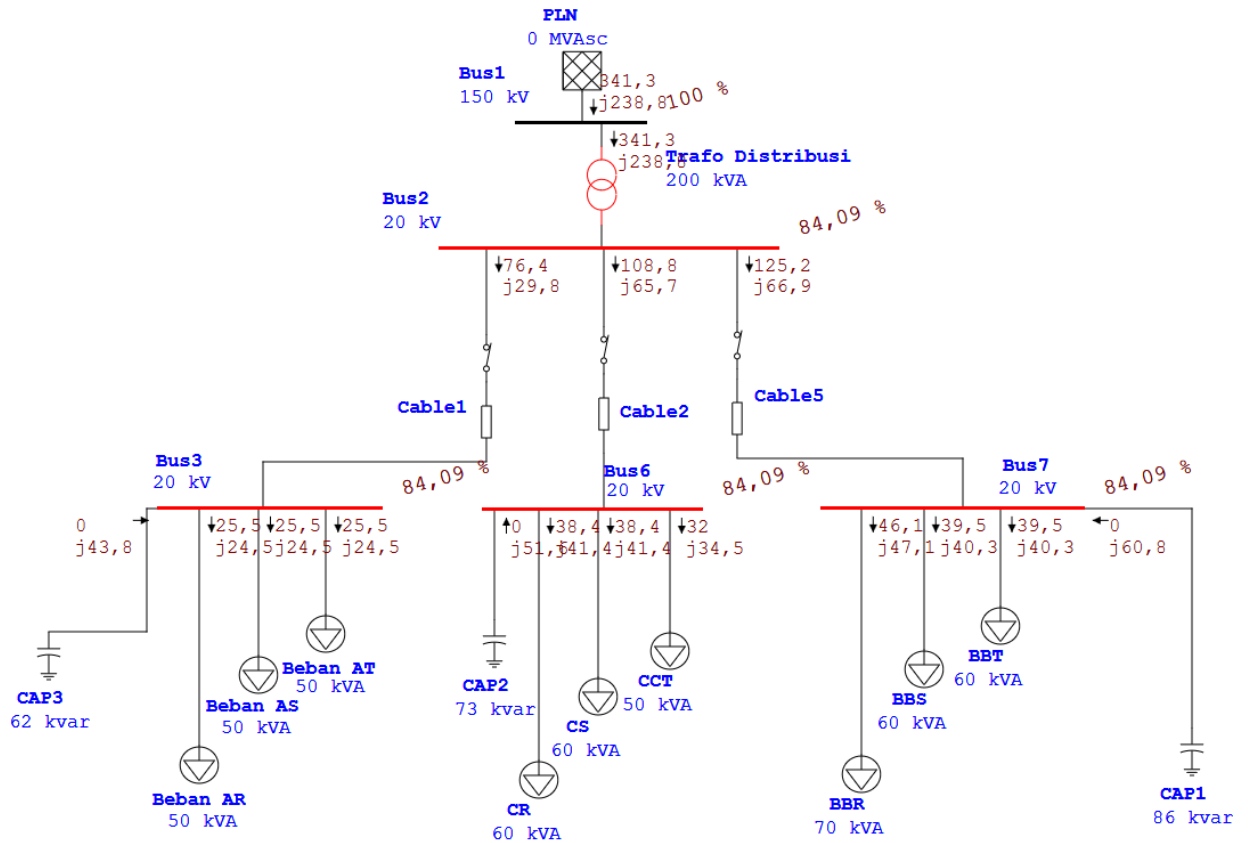 PLN
0 MVAsc
Bus1
150 kV
341,3
j238,8
100 %
341,3
j238,8
Trafo Distribusi
200 kVA
Bus2
20 kV
84,09 %
76,4
j29,8
108,8
j65,7
125,2
j66,9
Cable1
Cable2
Cable5
Bus3
20 kV
84,09 %
Bus6
20 kV
84,09 %
Bus7
20 kV
84,09 %
0
j43,8
25,5
j24,5
25,5
j24,5
25,5
j24,5
0
j51,6
38,4
j41,4
38,4
j41,4
32
j34,5
46,1
j47,1
39,5
j40,3
39,5
j40,3
0
j60,8
CAP3
62 kvar
Beban AR
50 kVA
Beban AS
50 kVA
Beban AT
50 kVA
CAP2
73 kvar
CR
60 kVA
CS
60 kVA
CCT
50 kVA
BBR
70 kVA
BBS
60 kVA
BBT
60 kVA
CAP1
86 kvar